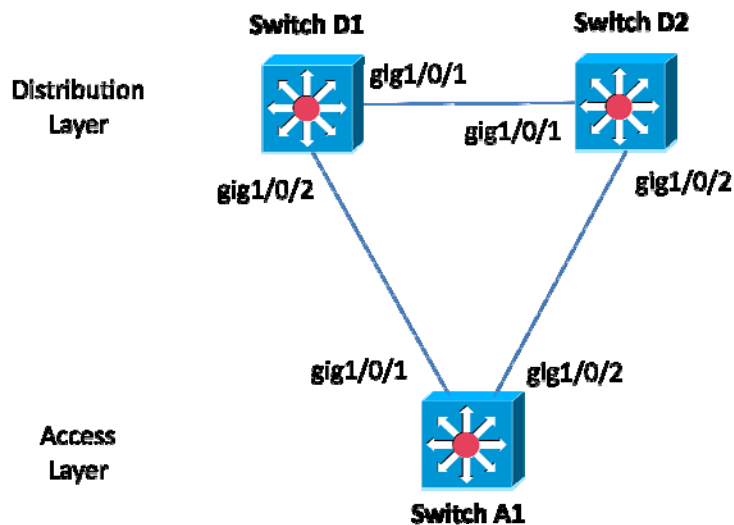 Switch D1
Switch D2
Distribution
Layer
gig1/0/1
gig1/0/1
gig1/0/2
gig1/0/2
gig1/0/1
gig1/0/2
Access
Layer
Switch A1